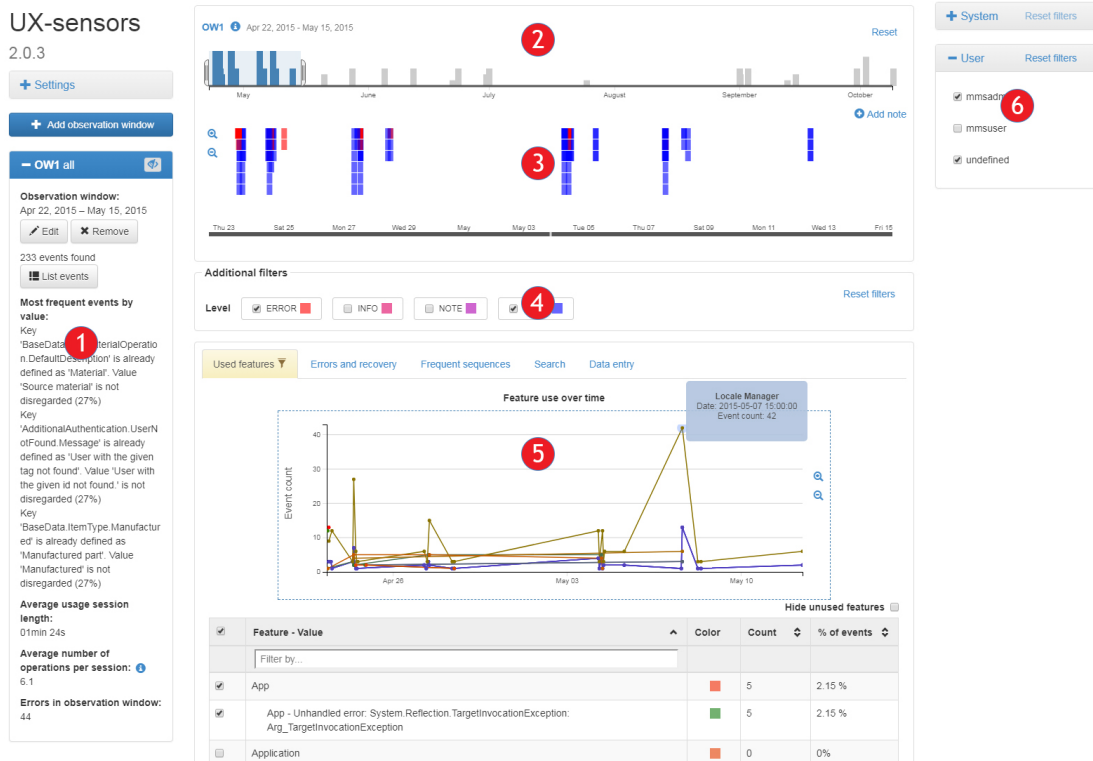 UX-sensors
2.0.3
Settings
Add observation window
OW1 all
Observation window:
Apr 22, 2015 – May 15, 2015
Edit
Remove
233 events found
List events
Most frequent events by
value:
Key
1
'BaseData. terialOperatio
n.DefaultDescription' is already
defined as 'Material'. Value
'Source material' is not
disregarded (27%)
Key
'AdditionalAuthentication.UserN
otFound.Message' is already
defined as 'User with the given
tag not found'. Value 'User with
the given id not found.' is not
disregarded (27%)
Key
'BaseData.ItemType.Manufactur
ed' is already defined as
'Manufactured part'. Value
'Manufactured' is not
disregarded (27%)
Average usage session
length:
01min 24s
Average number of
operations per session:
6.1
Errors in observation window:
44
OW1 Apr 22, 2015 - May 15, 2015
2
Reset
May June July August September October
Add note
3
Thu 23 Sat 25 Mon 27 Wed 29 May May 03 Tue 05 Thu 07 Sat 09 Mon 11 Wed 13 Fri 15
Additional filters
Reset filters
Level ERROR INFO NOTE
4
Used features Errors and recovery Frequent sequences Search Data entry
Feature use over time
Locale Manager
Date: 2015-05-07 15:00:00
Event count: 42
5
Event count
40
30
20
10
0
Apr 26 May 03 May 10
Hide unused features
Feature - Value Color Count % of events
Filter by...
App 5 2.15 %
App - Unhandled error: System.Reflection.TargetInvocationException:
Arg_TargetInvocationException
5 2.15 %
Application 0 0%
System Reset filters
User Reset filters
mmsadm
6
mmsuser
undefined